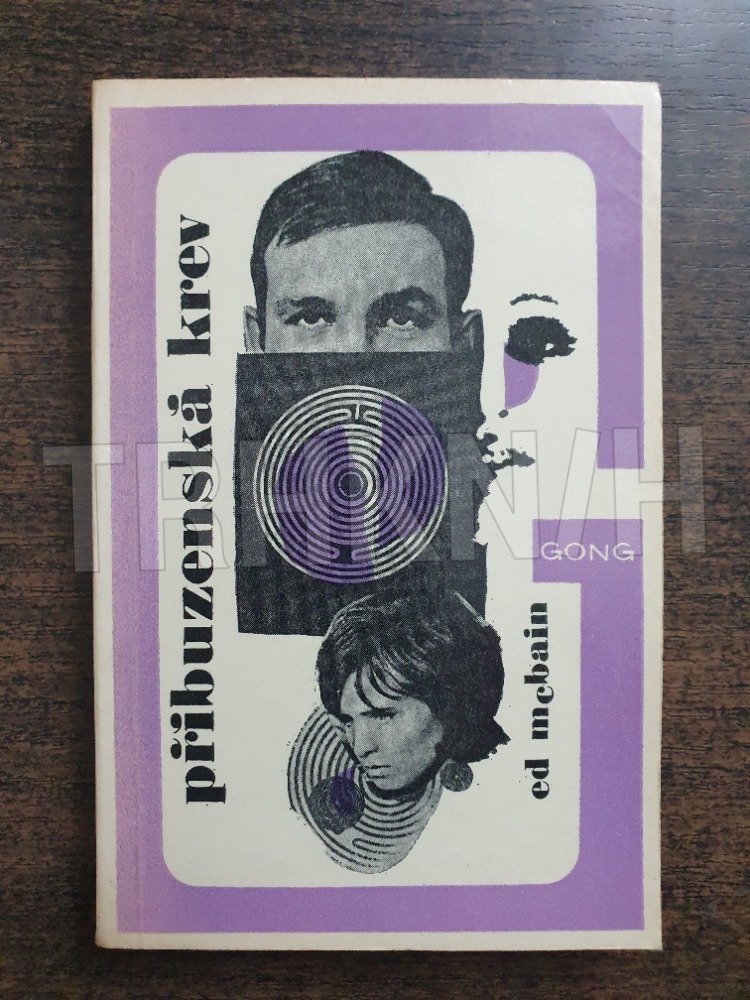 příbuzenská krev
GONG
ed mcbain